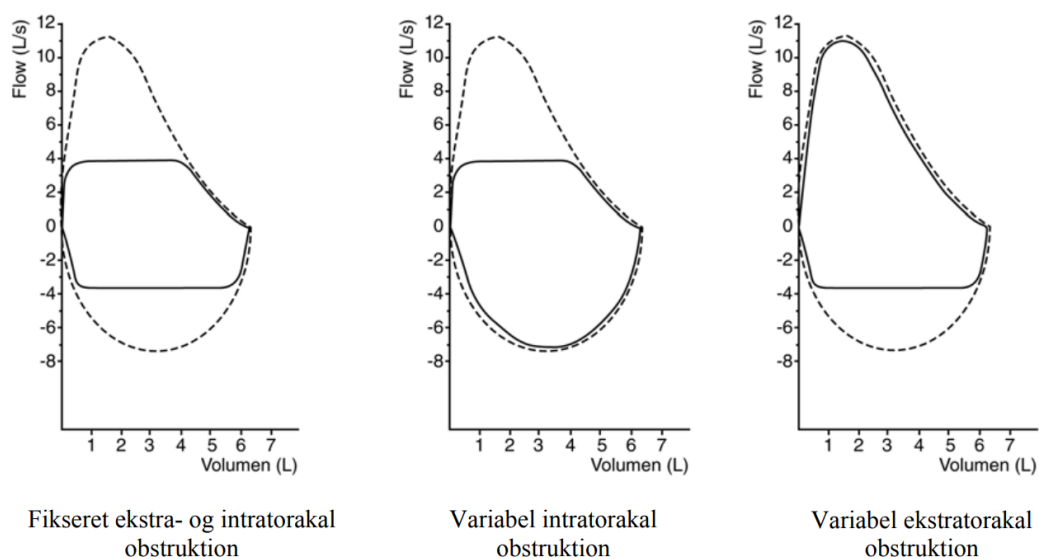 Flow (L/s)
12
10
8
6
4
2
0
-2
-4
-6
-8
1 2 3 4 5 6 7
Volumen (L)
Fikseret ekstra- og intratorakal
obstruktion
Flow (L/s)
12
10
8
6
4
2
0
-2
-4
-6
-8
1 2 3 4 5 6 7
Volumen (L)
Variabel intratorakal
obstruktion
Flow (L/s)
12
10
8
6
4
2
0
-2
-4
-6
-8
1 2 3 4 5 6 7
Volumen (L)
Variabel ekstratorakal
obstruktion